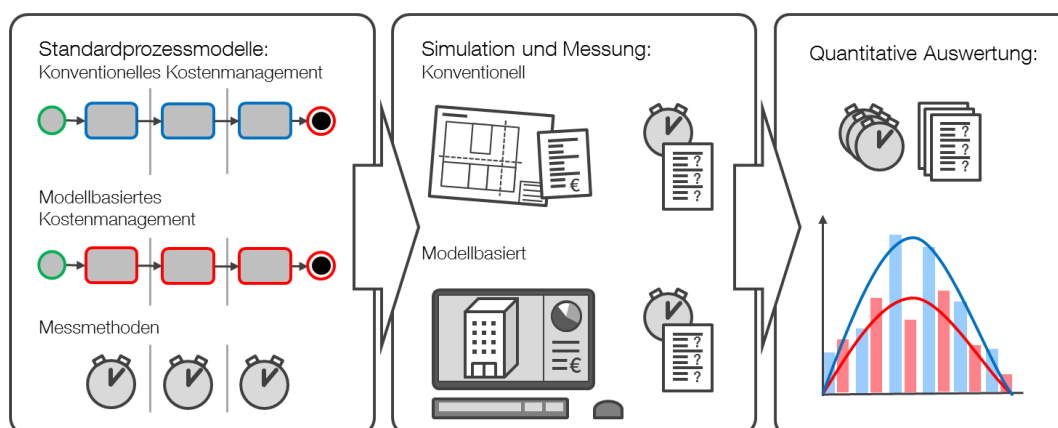 Standardprozessmodelle:
Konventionelles Kostenmanagement
Modellbasiertes
Kostenmanagement
Messmethoden
Simulation und Messung:
Konventionell
€
?
?
?
Modellbasiert
€
?
?
?
Quantitative Auswertung:
?
?
?